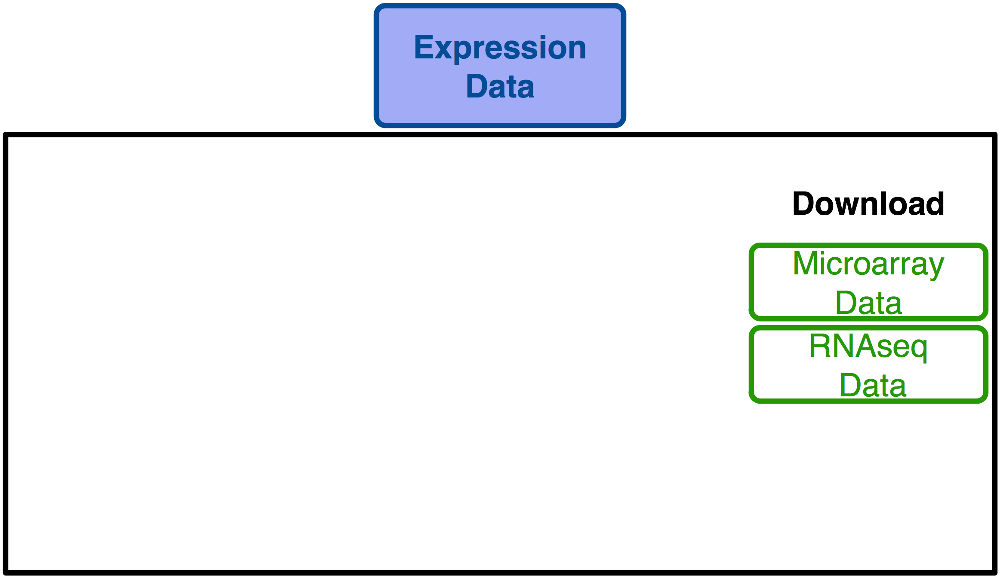 Expression
Data
Download
Microarray
Data
RNAseq
Data